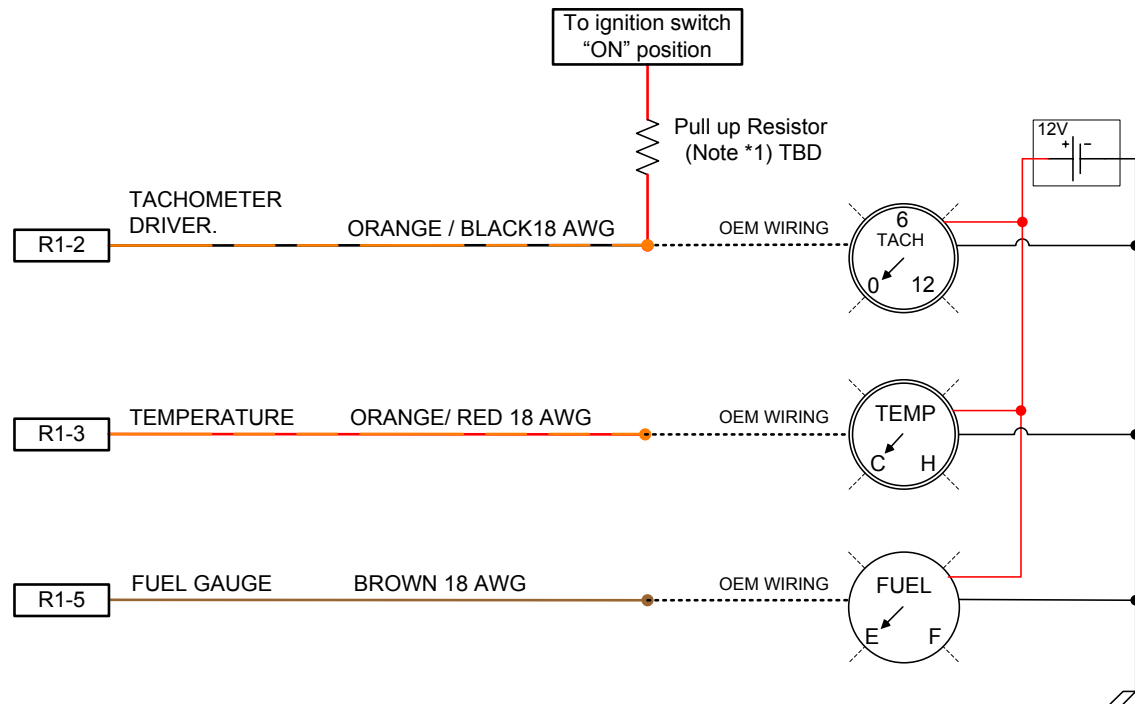 To ignition switch
“ON” position
Pull up Resistor
(Note *1) TBD
12V
+ -
TACHOMETER
DRIVER.
ORANGE / BLACK18 AWG
OEM WIRING
R1-2
6
TACH
0 12
TEMPERATURE
ORANGE/ RED 18 AWG
OEM WIRING
R1-3
TEMP
C H
FUEL GAUGE
BROWN 18 AWG
OEM WIRING
R1-5
FUEL
E F